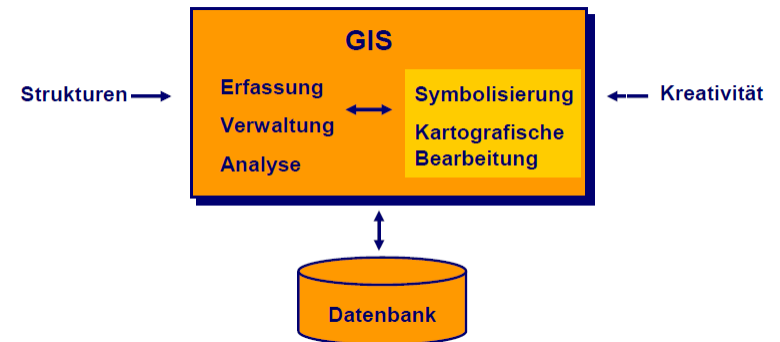 GIS
Strukturen
Erfassung
Verwaltung
Analyse
Symbolisierung
Kartografische
Bearbeitung
Kreativität
Datenbank